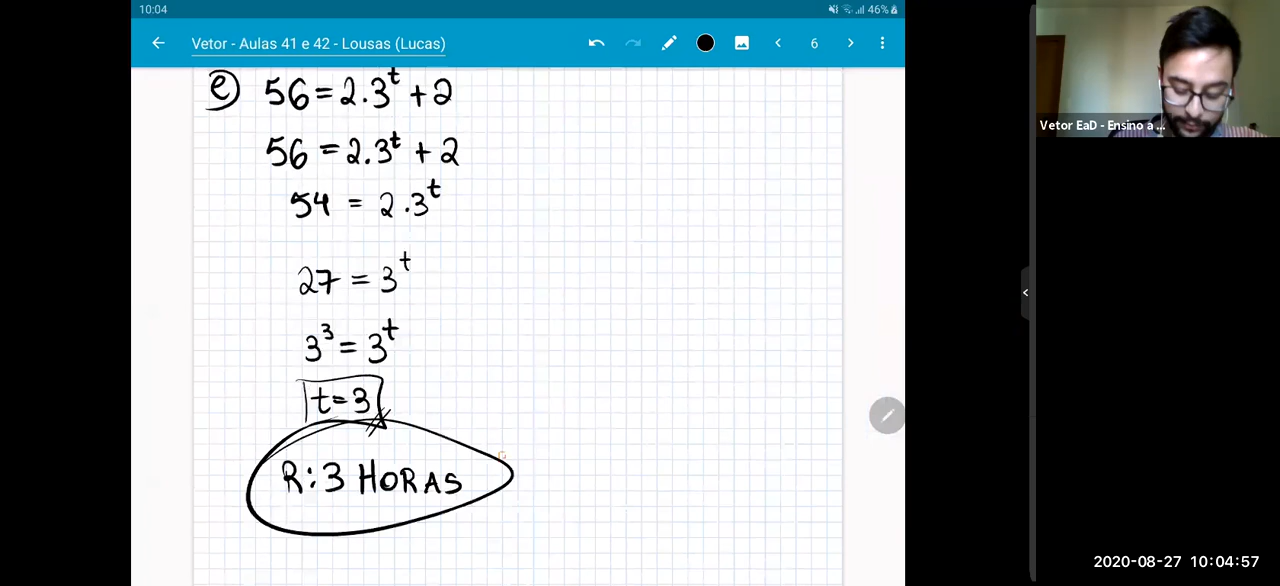 10:04
46%
Vetor - Aulas 41 e 42 - Lousas (Lucas)
6
e) 56=2.3^t+2
56=2.3^t+2
54 = 2.3^t
27 = 3^t
3^3=3^t
t=3
R:3 HORAS
Vetor EaD - Ensino a ...
2020-08-27 10:04:57